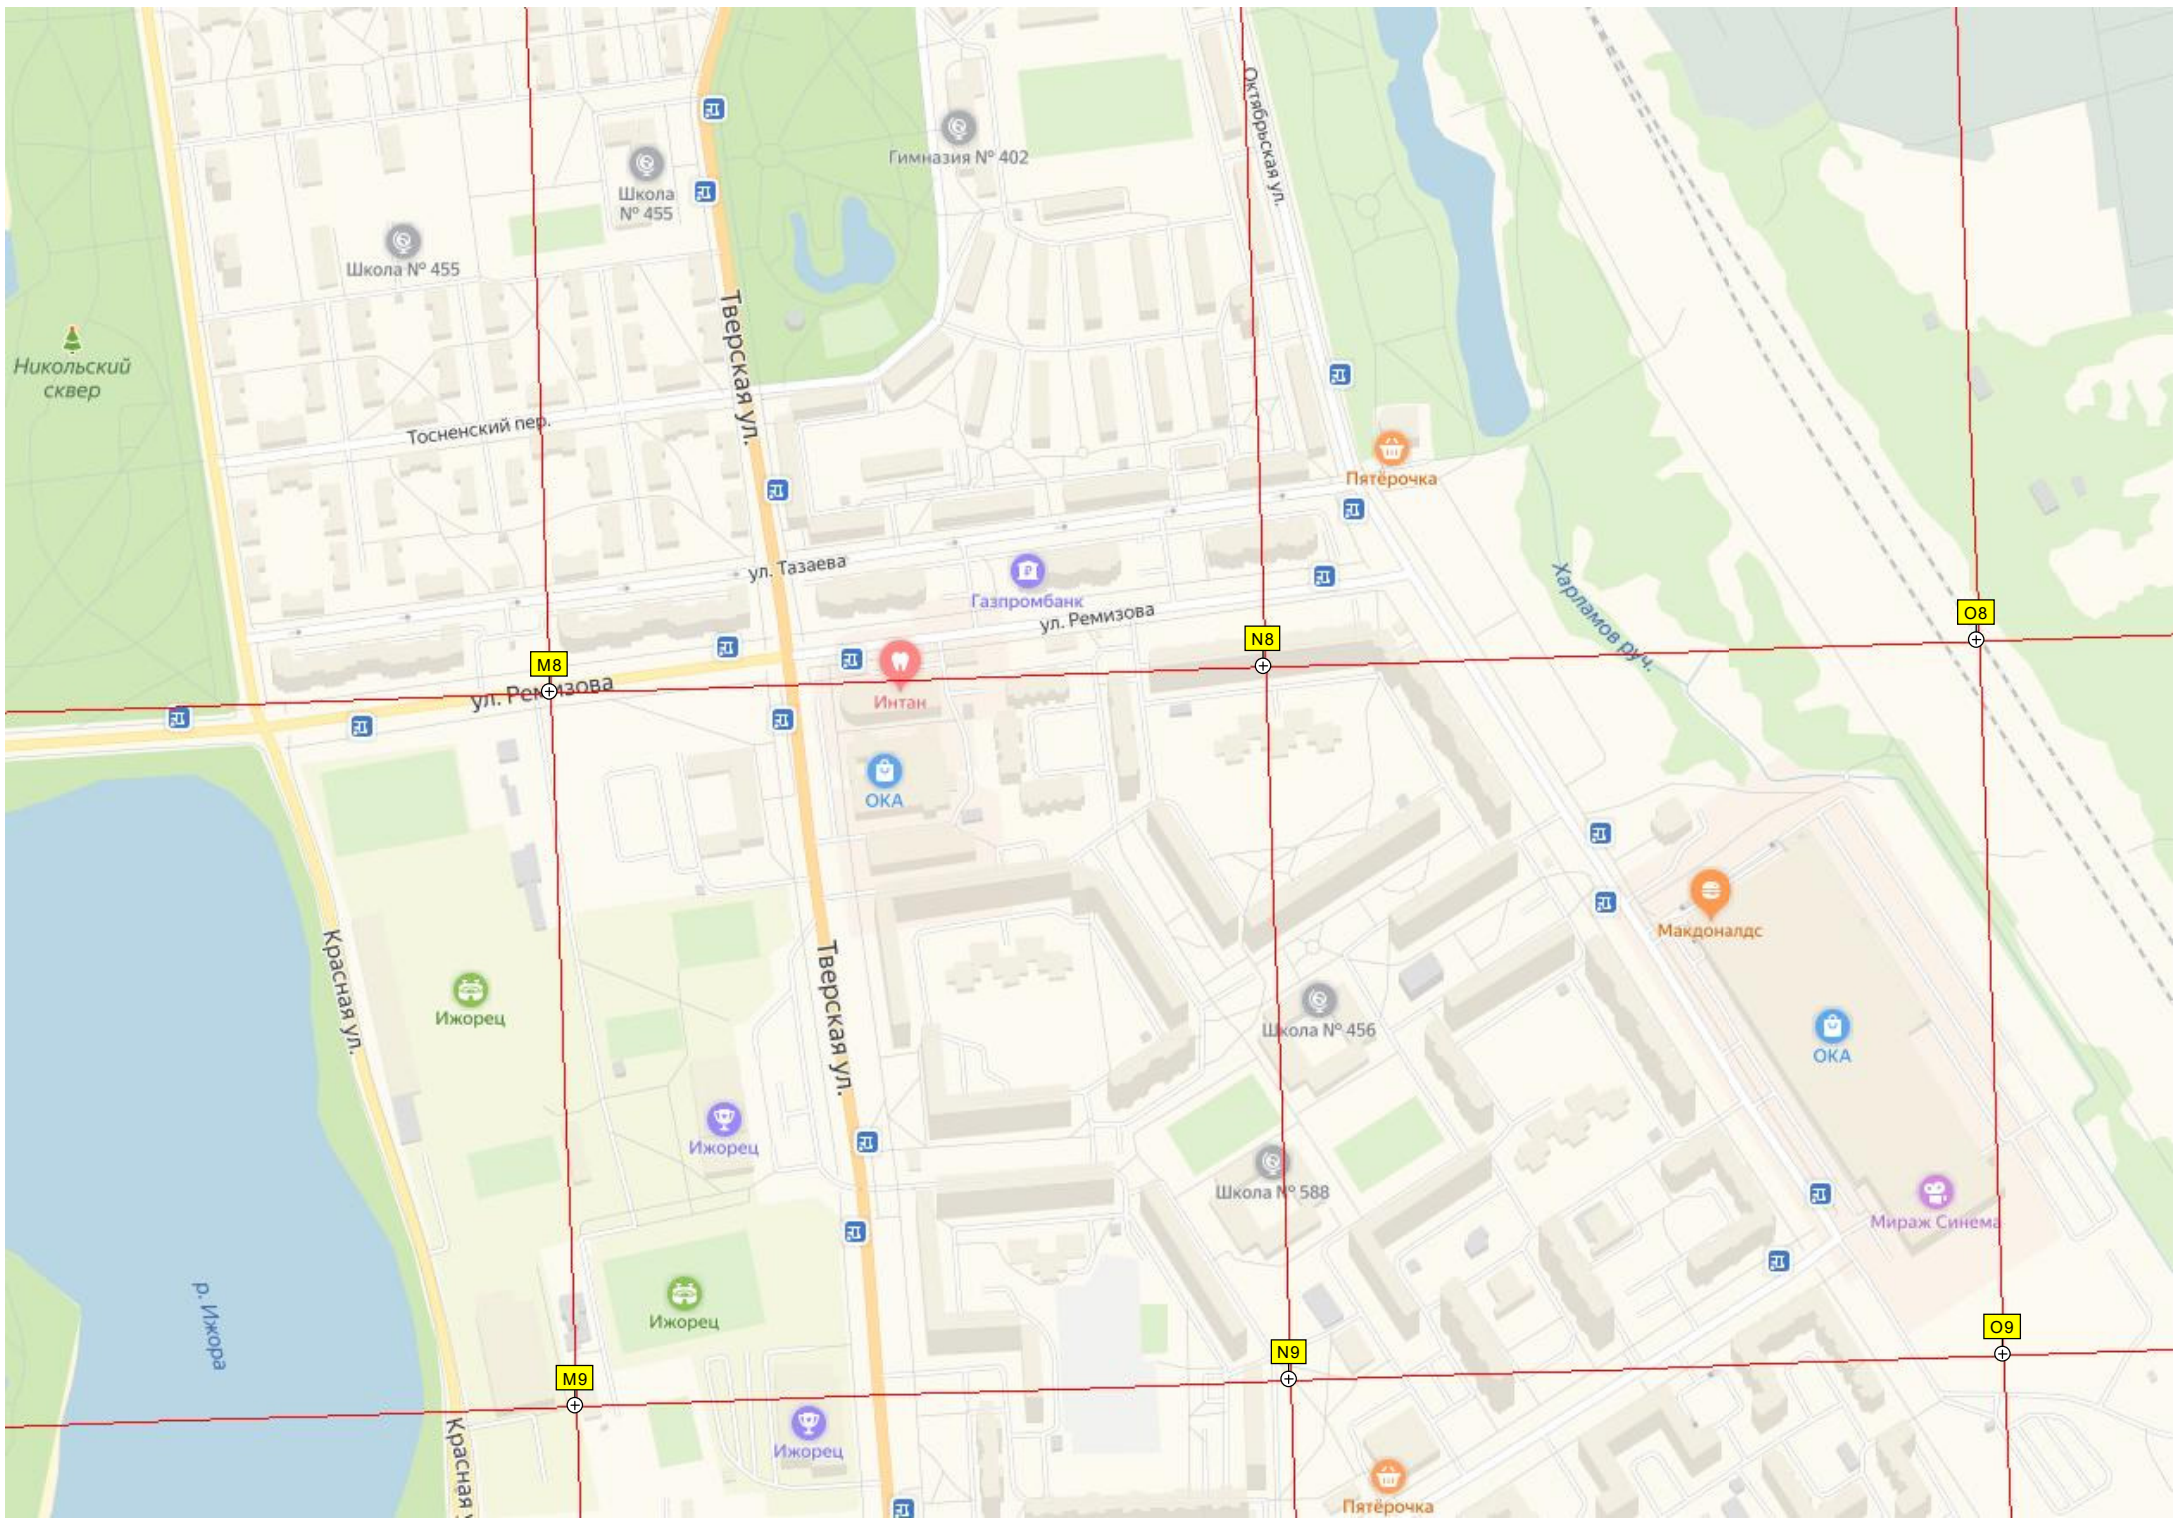 Октябрьская ул.
Гимназия № 402
Школа
№ 455
Школа № 455
Никольский
сквер
Тверская ул.
Тосненский пер.
Пятёрочка
ул. Тазаева
Газпромбанк
ул. Ремизова
Харламов руч.
O8
N8
M8
ул. Ремизова
Интан
ОКА
Макдоналдс
Красная ул.
Тверская ул.
Ижорец
Школа № 456
ОКА
Ижорец
Школа № 588
Мираж Синема
р. Ижора
Ижорец
O9
N9
M9
Красная
Ижорец
Пятёрочка